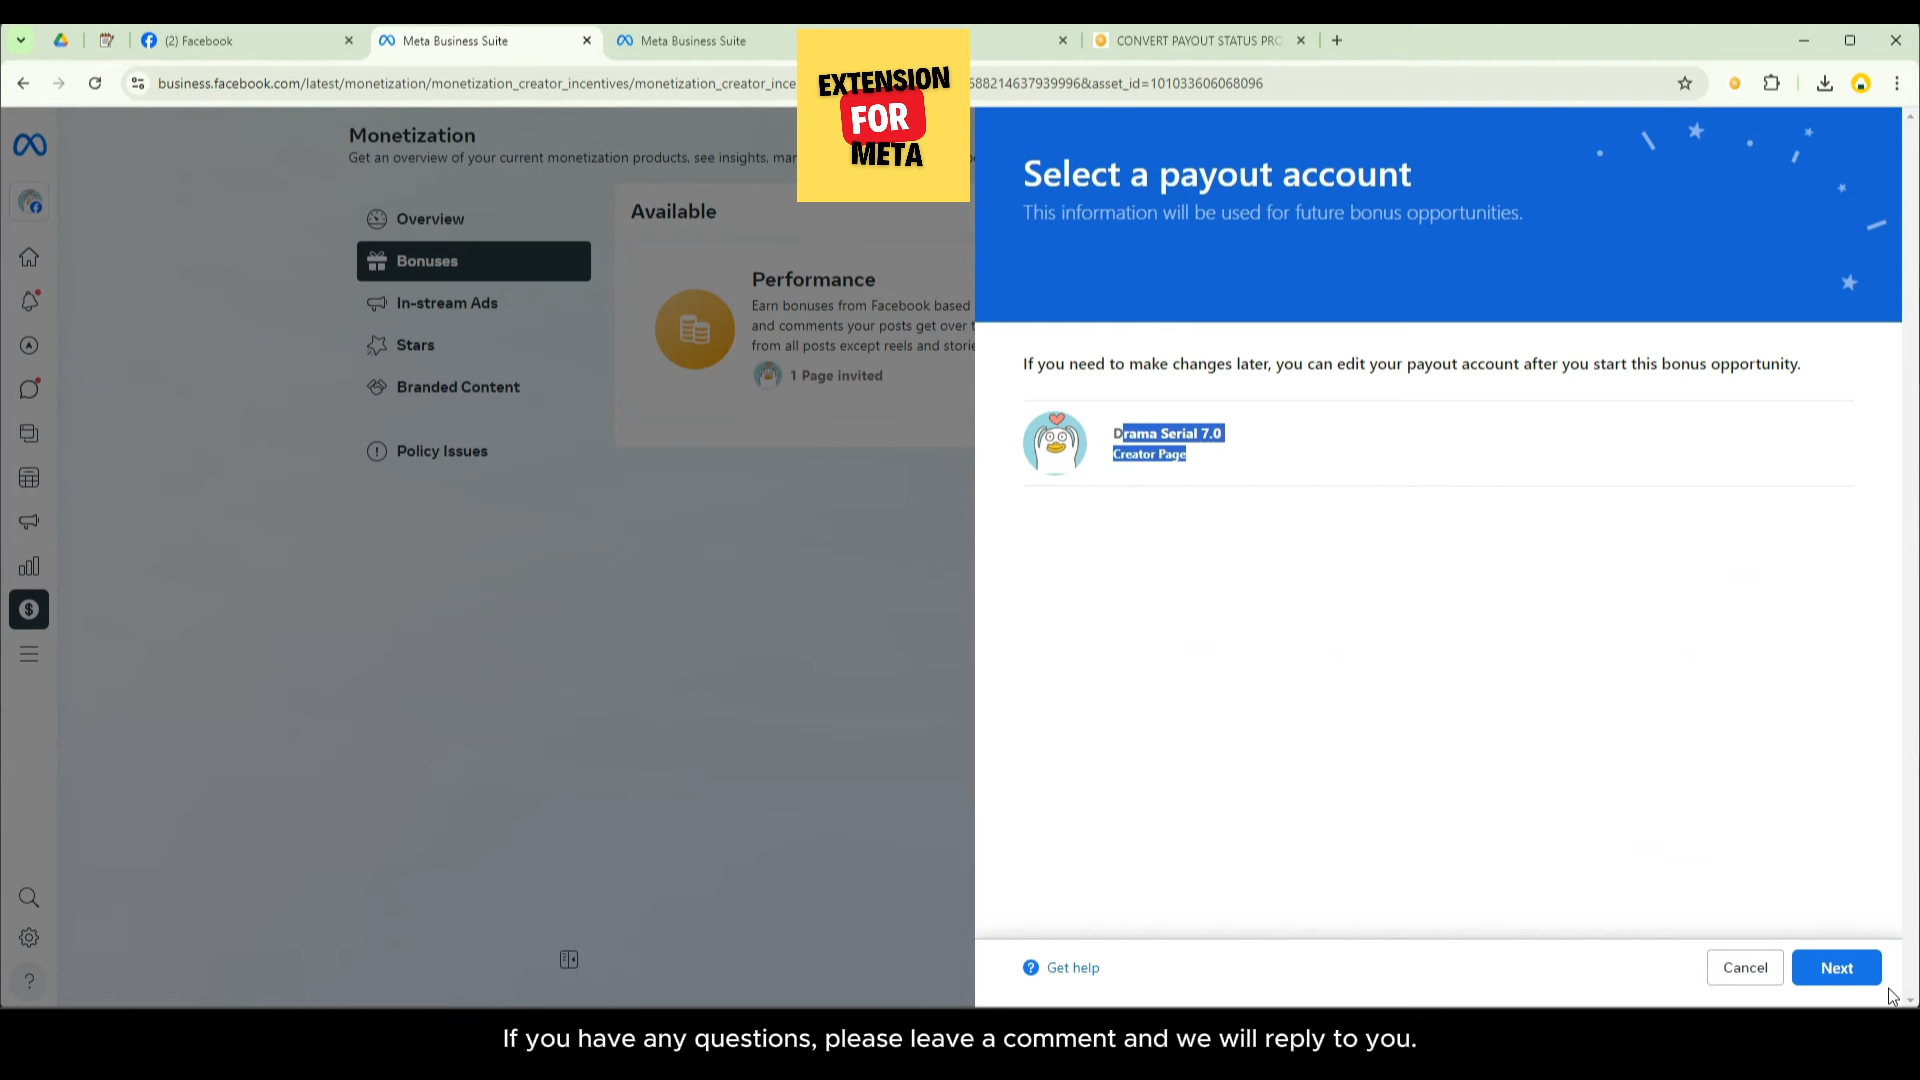 (2) Facebook
Meta Business Suite
Meta Business Suite
CONVERT PAYOUT STATUS PRO
business.facebook.com/latest/monetization/monetization_creator_incentives/monetization_creator_ince
588214637939996&asset_id=101033606068096
EXTENSION
FOR
META
Monetization
Get an overview of your current monetization products, see insights, mar
Overview
Bonuses
In-stream Ads
Stars
Branded Content
Policy Issues
Available
Performance
Earn bonuses from Facebook based
and comments your posts get over t
from all posts except reels and storie
1 Page invited
Select a payout account
This information will be used for future bonus opportunities.
If you need to make changes later, you can edit your payout account after you start this bonus opportunity.
Drama Serial 7.0
Creator Page
Get help
Cancel
Next
If you have any questions, please leave a comment and we will reply to you.